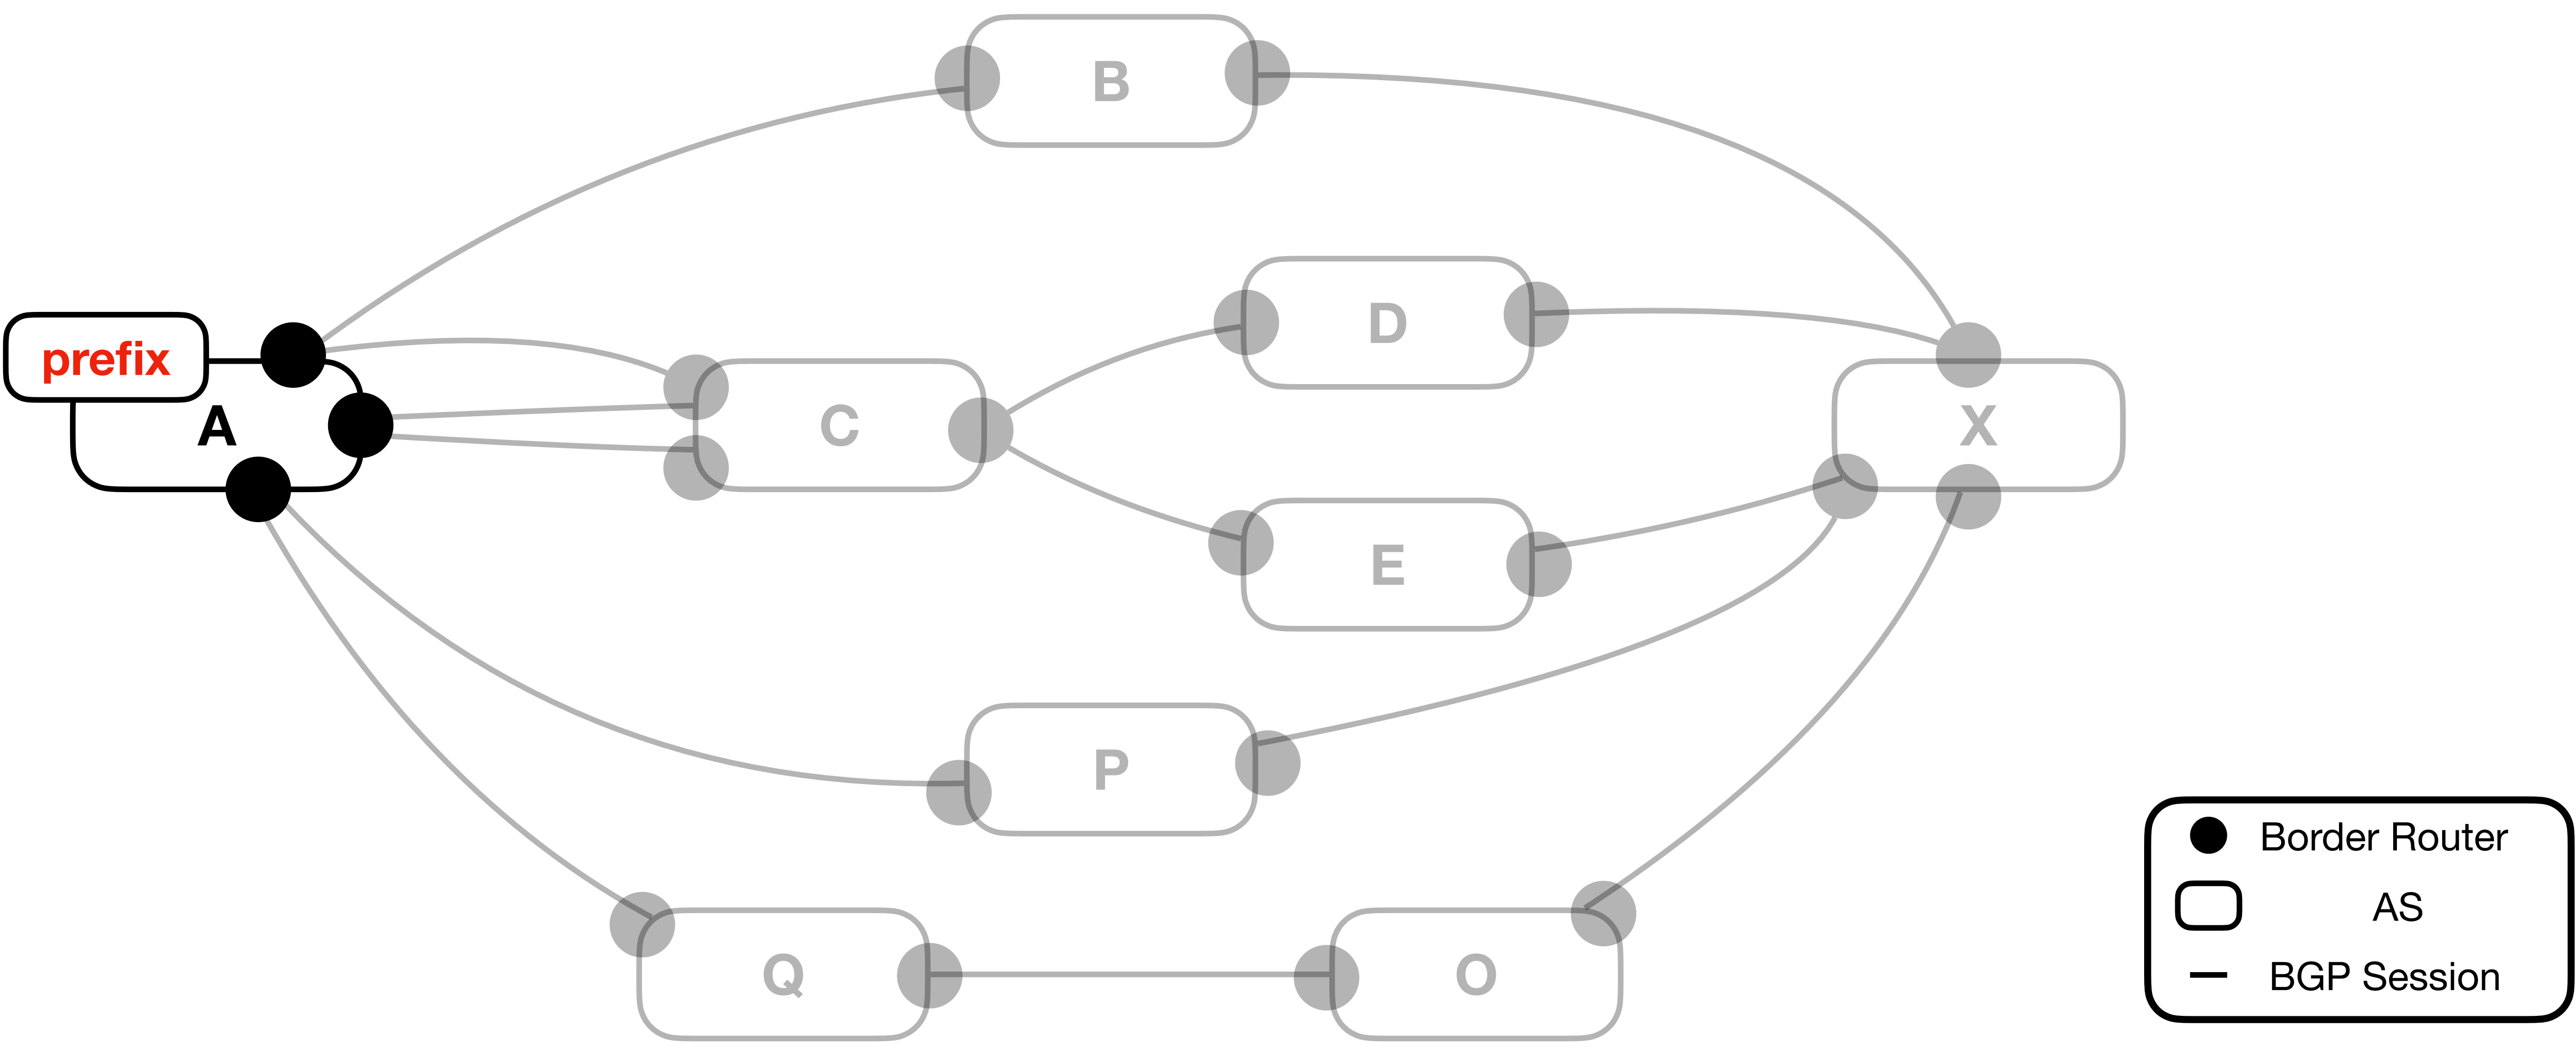 B
D
prefix
A
C
X
E
P
Border Router
AS
Q
O
BGP Session